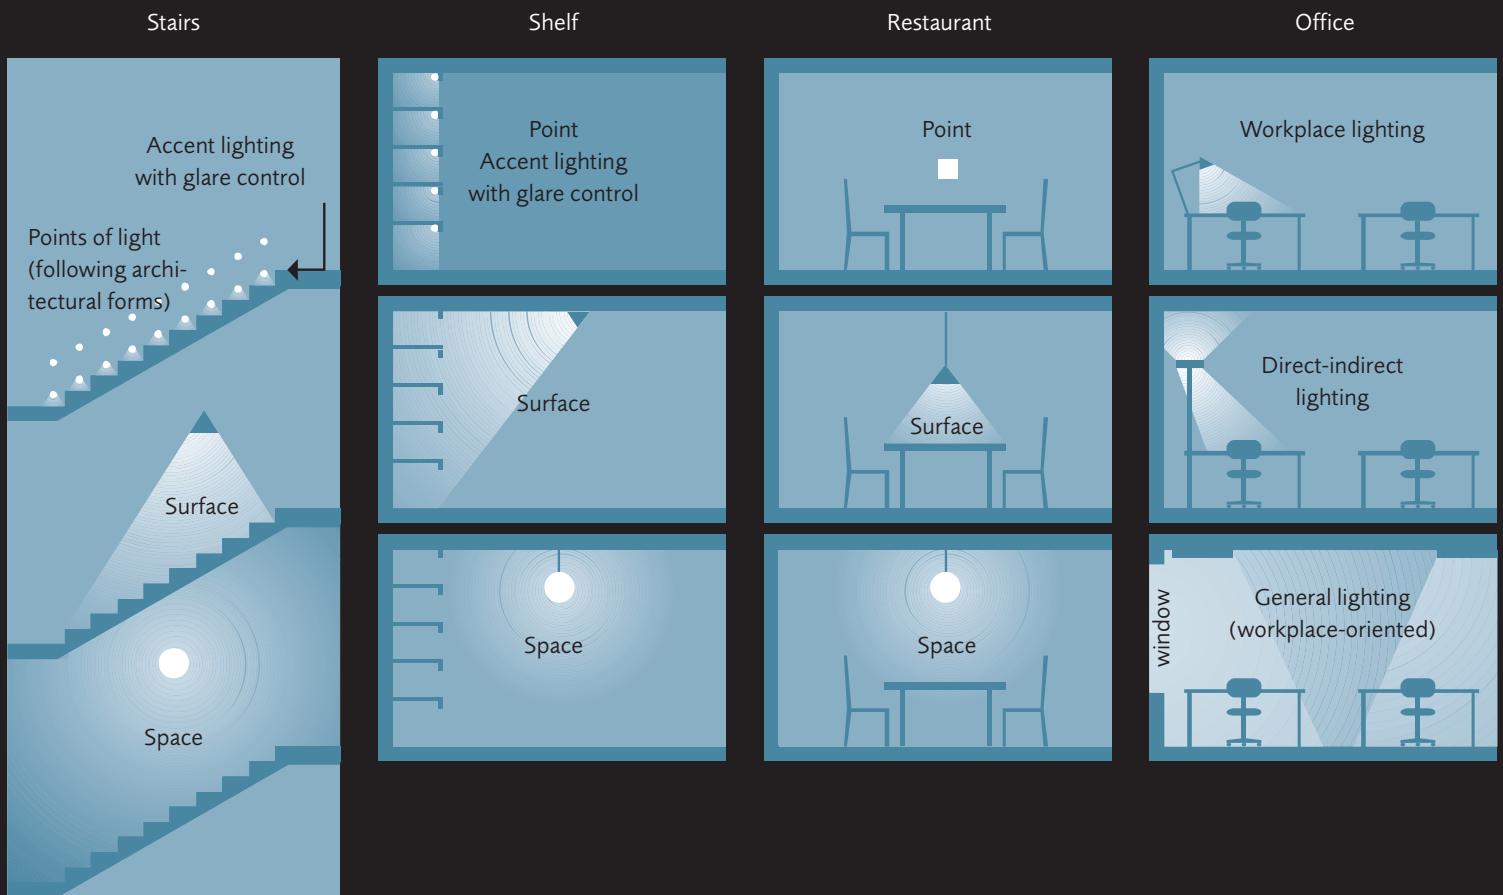 Stairs
Shelf
Restaurant
Office
Accent lighting
with glare control
Points of light
(following archi-
tectural forms)
Surface
Space
Point
Accent lighting
with glare control
Surface
Space
Point
Surface
Space
Workplace lighting
Direct-indirect
lighting
General lighting
(workplace-oriented)
window